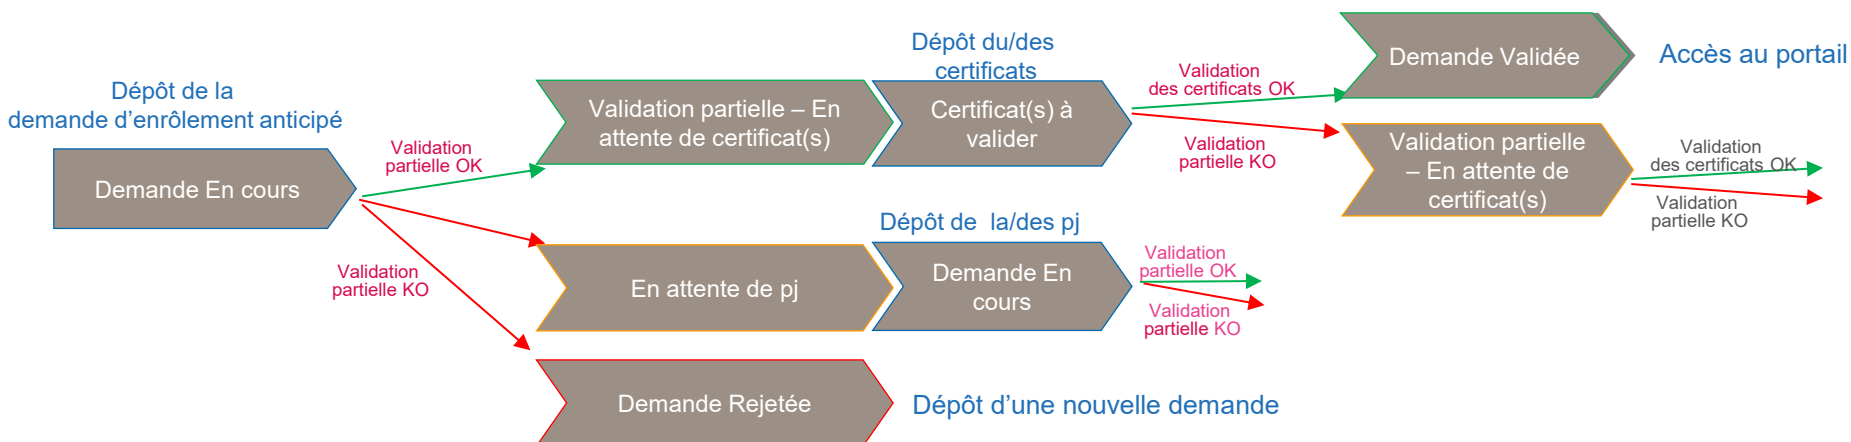 Dépôt de la
demande d’enrôlement anticipé
Demande En cours
Validation
partielle OK
Validation
partielle KO
Validation partielle – En
attente de certificat(s)
Dépôt du/des
certificats
Certificat(s) à
valider
Validation
des certificats OK
Validation
partielle KO
Demande Validée
Accès au portail
Validation partielle
– En attente de
certificat(s)
Validation
des certificats OK
Validation
partielle KO
En attente de pj
Dépôt de la/des pj
Demande En
cours
Validation
partielle OK
Validation
partielle KO
Demande Rejetée
Dépôt d’une nouvelle demande